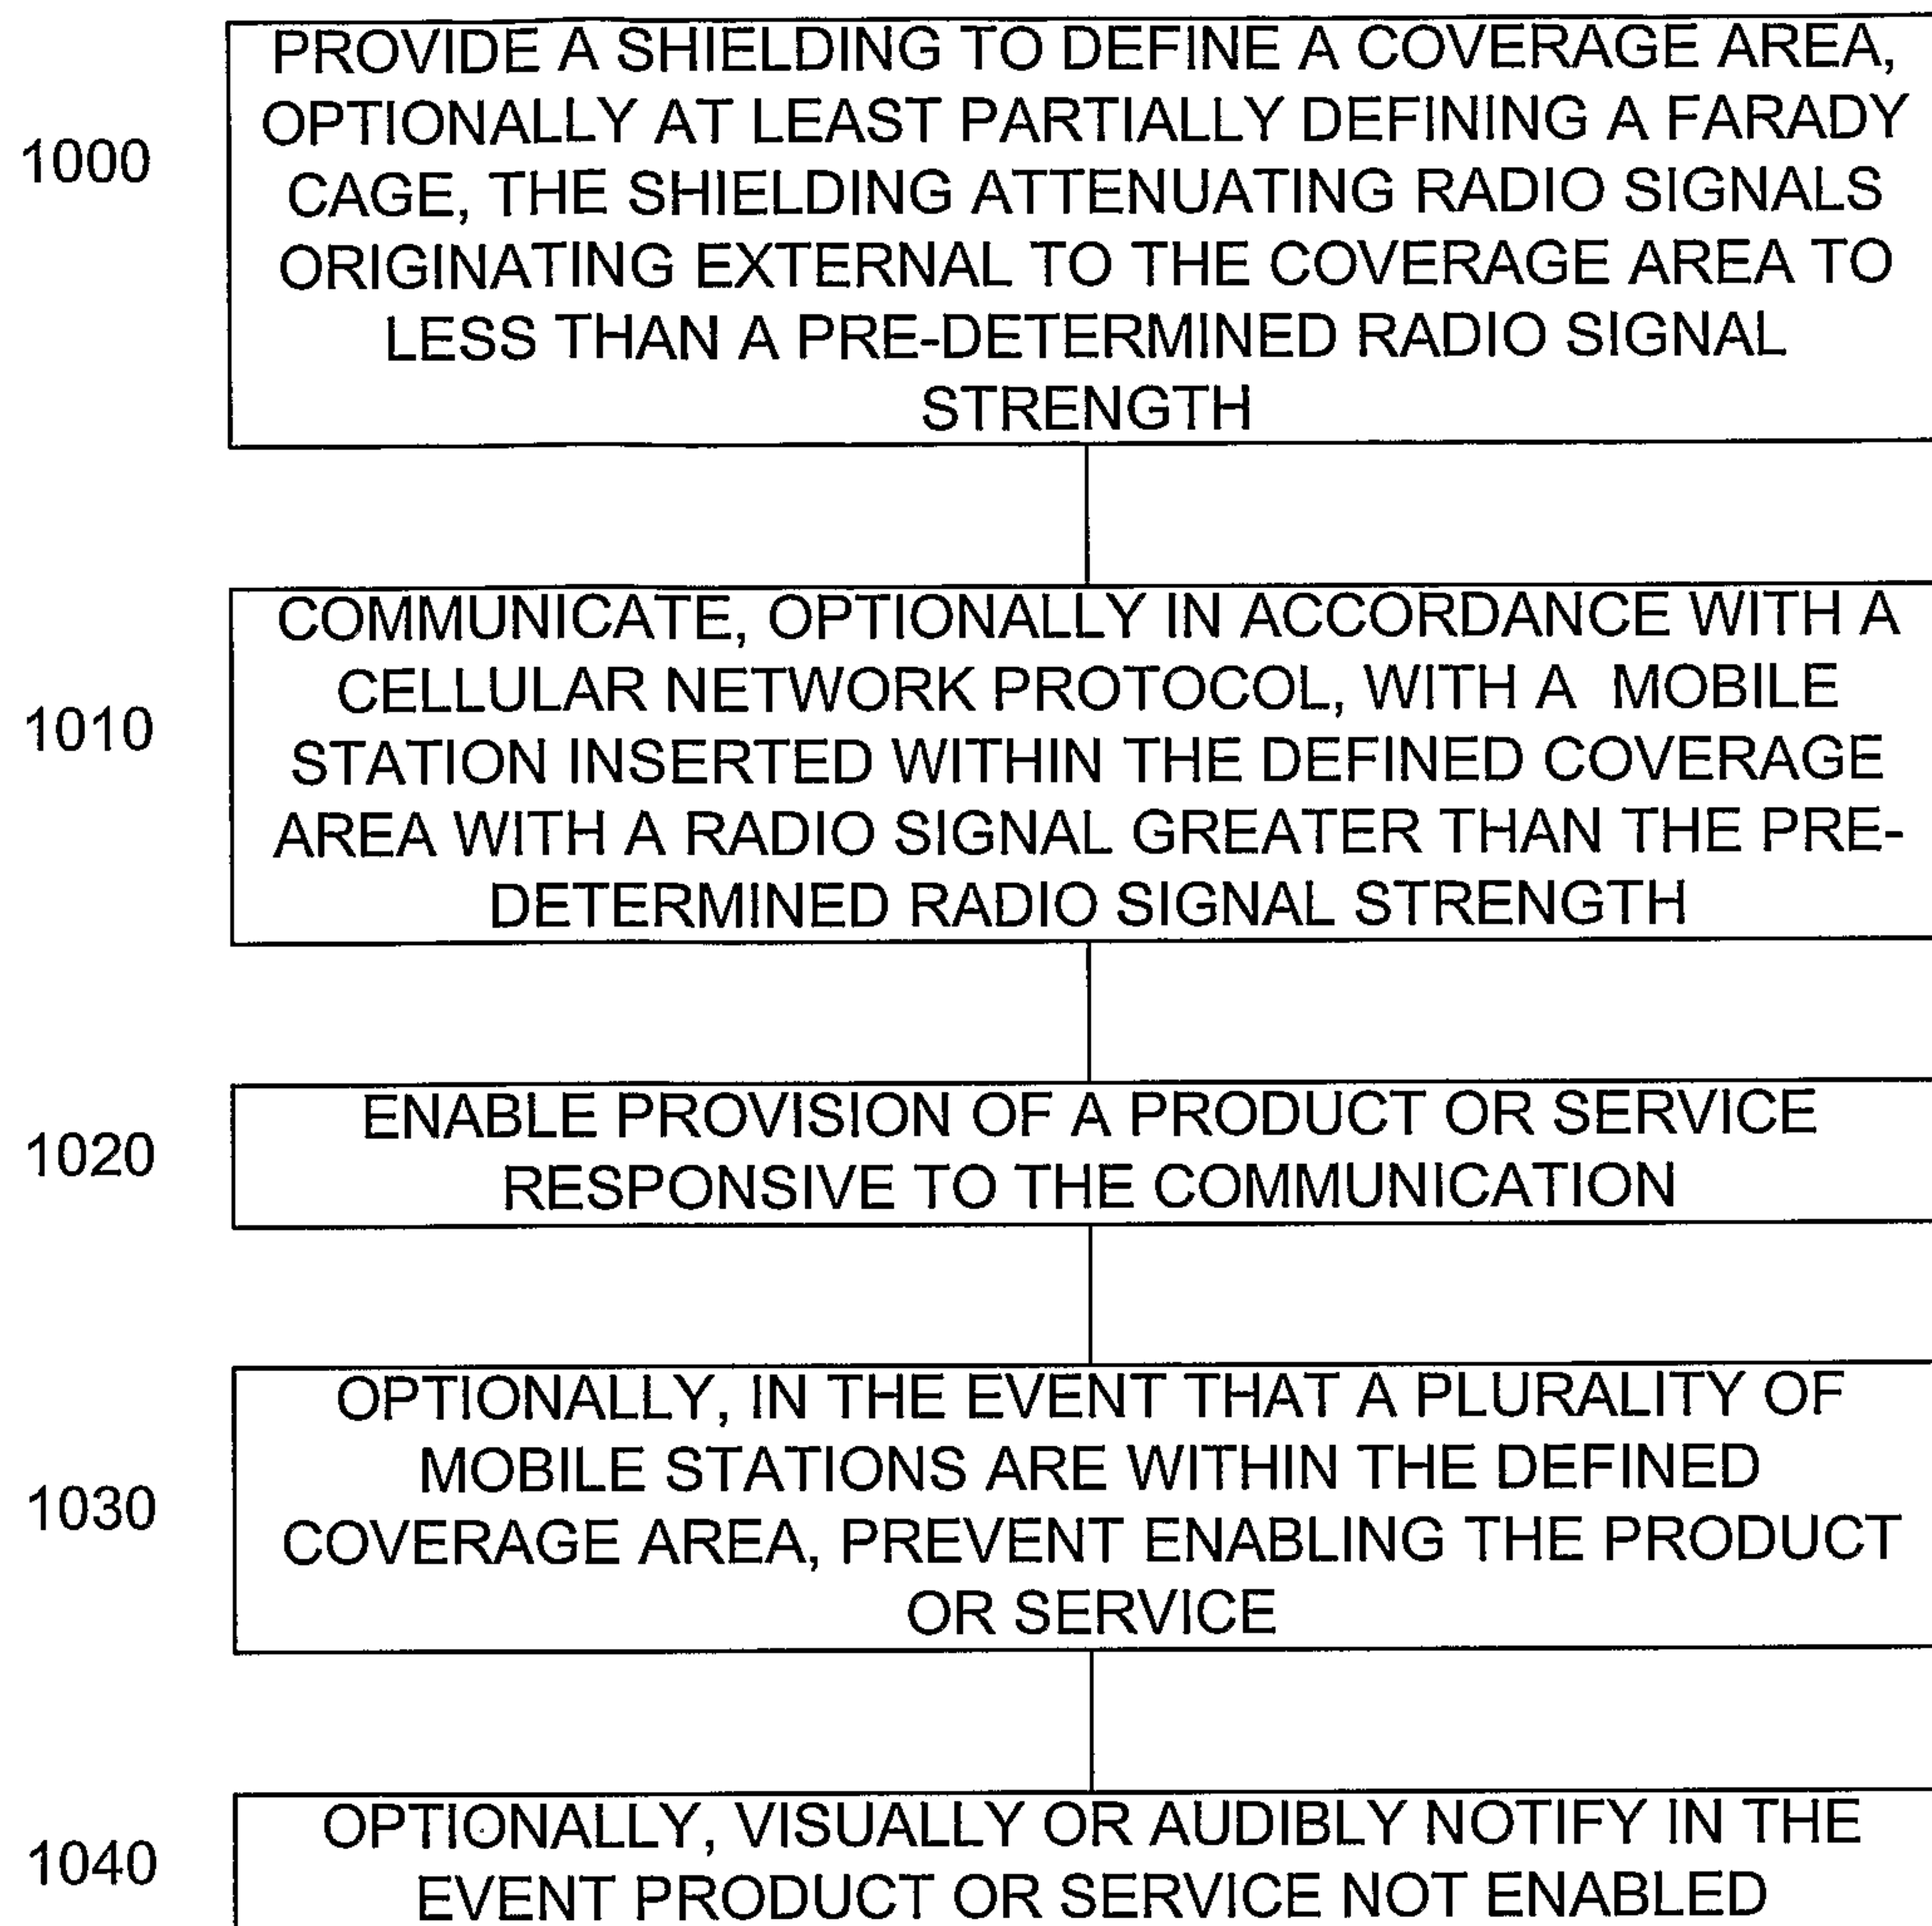 PROVIDE A SHIELDING TO DEFINE A COVERAGE AREA,
OPTIONALLY AT LEAST PARTIALLY DEFINING A FARADY
1000
CAGE, THE SHIELDING ATTENUATING RADIO SIGNALS
ORIGINATING EXTERNAL TO THE COVERAGE AREA TO
LESS THAN A PRE-DETERMINED RADIO SIGNAL
STRENGTH
COMMUNICATE, OPTIONALLY IN ACCORDANCE WITH A
CELLULAR NETWORK PROTOCOL, WITH A MOBILE
1010
STATION INSERTED WITHIN THE DEFINED COVERAGE
AREA WITH A RADIO SIGNAL GREATER THAN THE PRE-
DETERMINED RADIO SIGNAL STRENGTH
ENABLE PROVISION OF A PRODUCT OR SERVICE
1020
RESPONSIVE TO THE COMMUNICATION
OPTIONALLY, IN THE EVENT THAT A PLURALITY OF
MOBILE STATIONS ARE WITHIN THE DEFINED
1030
COVERAGE AREA, PREVENT ENABLING THE PRODUCT
OR SERVICE
OPTIONALLY, VISUALLY OR AUDIBLY NOTIFY IN THE
1040
EVENT PRODUCT OR SERVICE NOT ENABLED